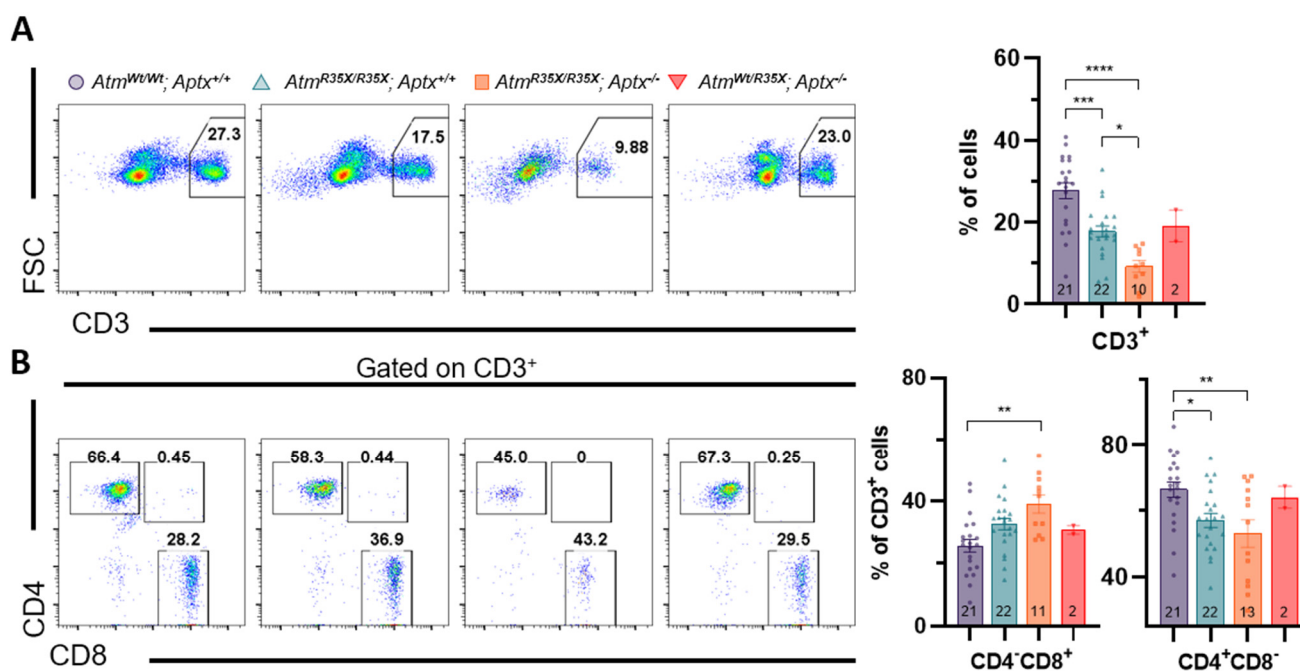 A
Atm^Wt/Wt; Aptx^+/+
Atm^R35X/R35X; Aptx^+/+
Atm^R35X/R35X; Aptx^-/-
Atm^Wt/R35X; Aptx^-/-
27.3
17.5
9.88
23.0
FSC
CD3
% of cells
60
40
20
0
****
***
*
21
22
10
2
CD3⁺
B
Gated on CD3⁺
66.4
0.45
28.2
58.3
0.44
36.9
45.0
0
43.2
67.3
0.25
29.5
CD4
CD8
% of CD3⁺ cells
80
40
0
**
21
22
11
2
CD4⁻CD8⁺
80
40
**
*
21
22
13
2
CD4⁺CD8⁻